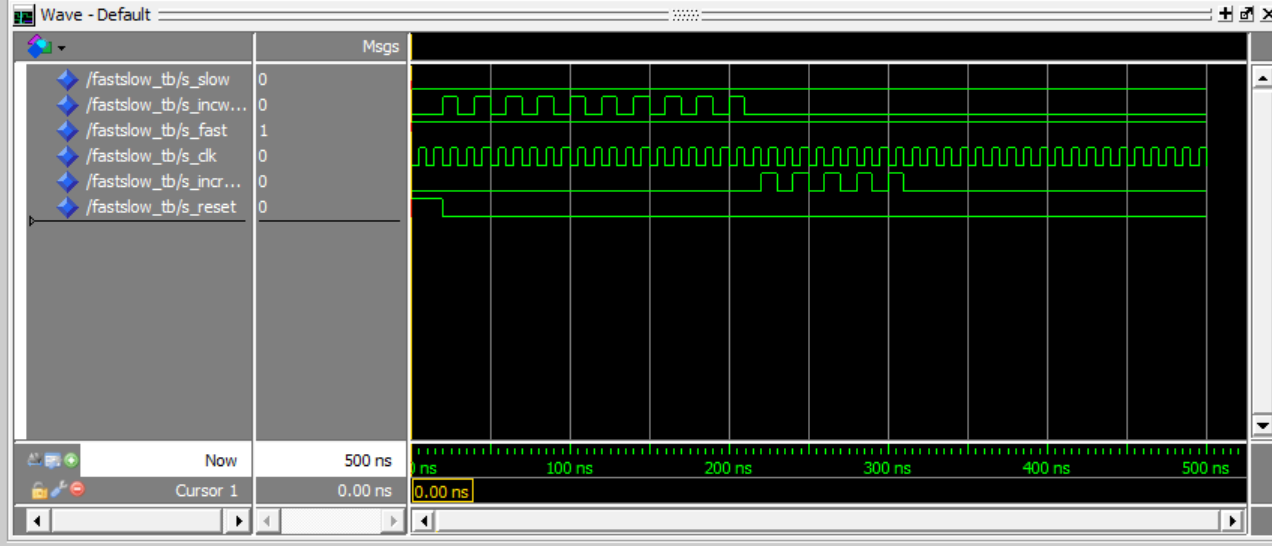 Wave - Default
Msgs
/fastslow_tb/s_slow 0
/fastslow_tb/s_incw... 0
/fastslow_tb/s_fast 1
/fastslow_tb/s_clk 0
/fastslow_tb/s_incr... 0
/fastslow_tb/s_reset 0
Now 500 ns ns 100 ns 200 ns 300 ns 400 ns 500 ns
Cursor 1 0.00 ns 0.00 ns